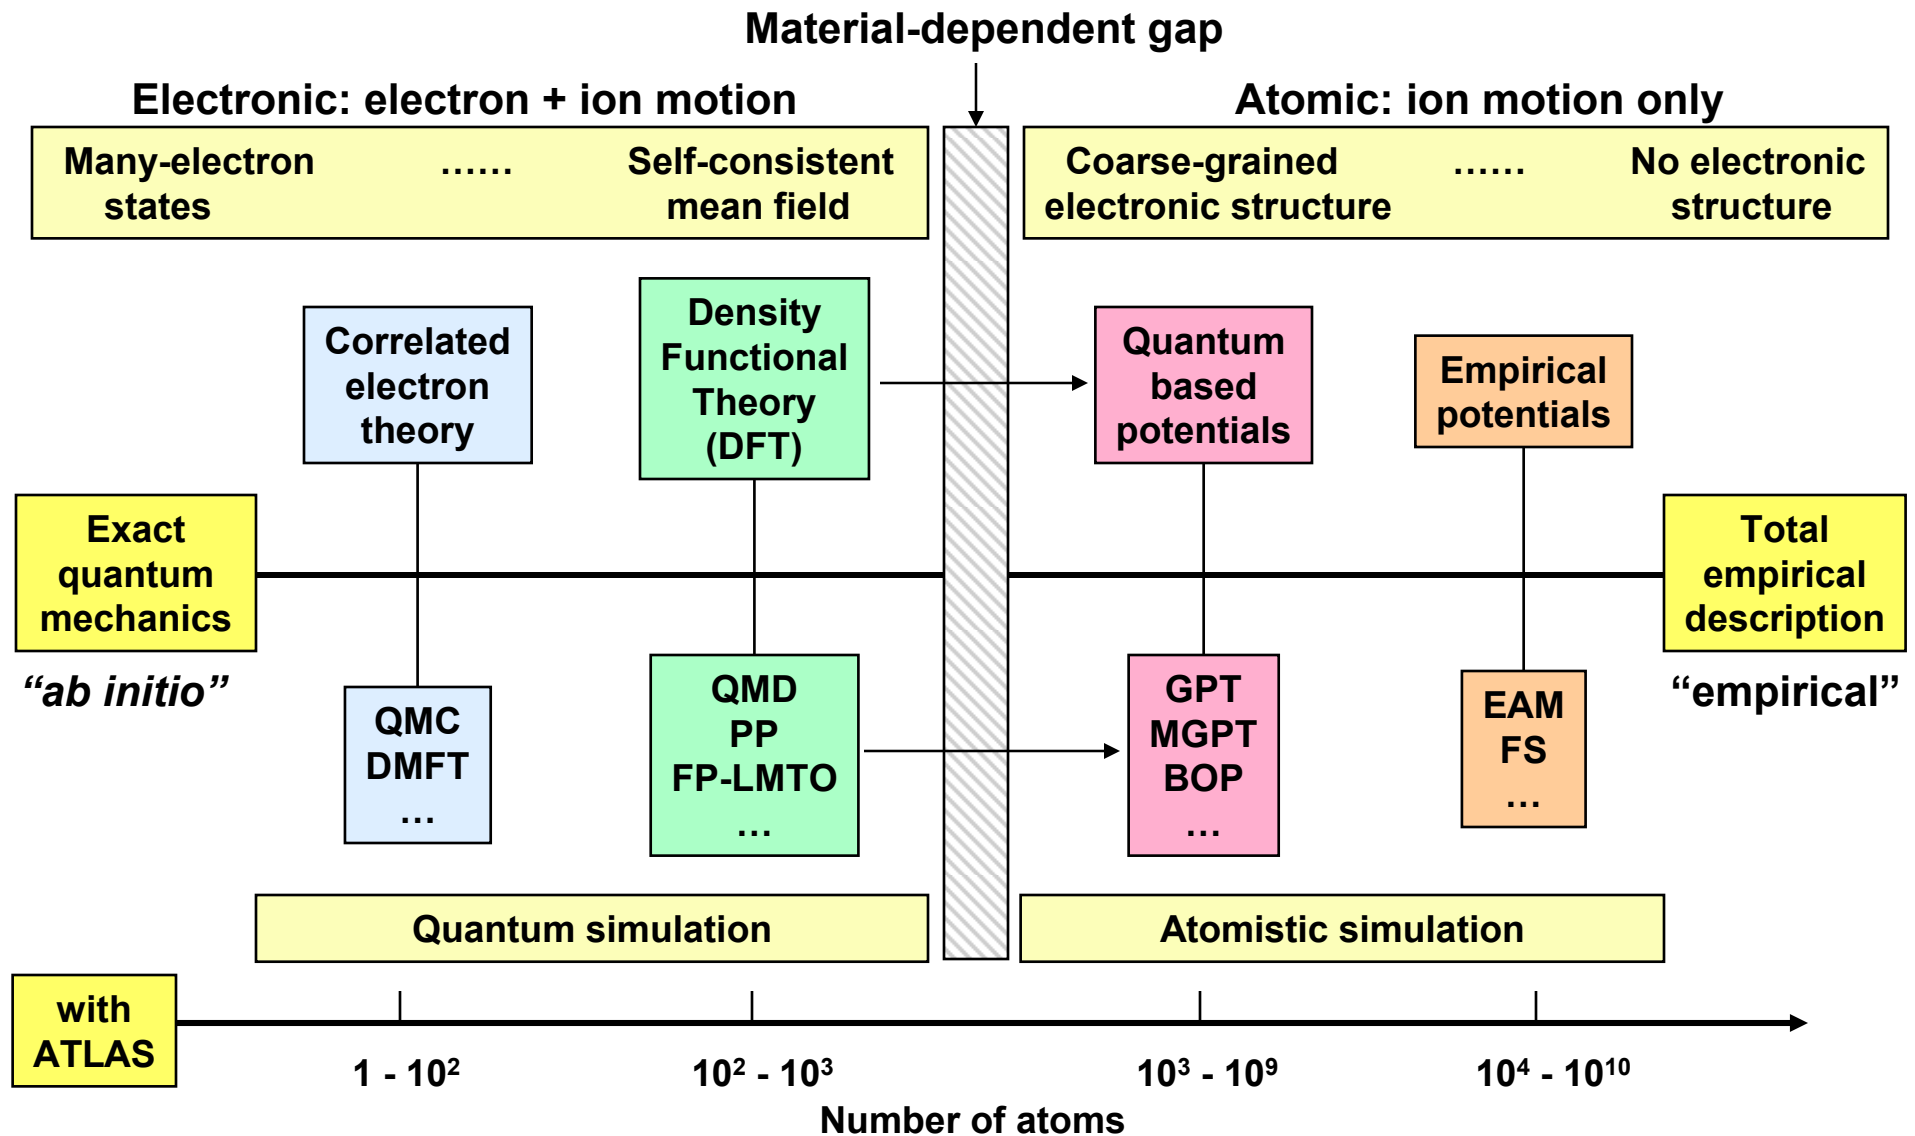 Material-dependent gap
Electronic: electron + ion motion
Atomic: ion motion only
Many-electron
states
……
Self-consistent
mean field
Coarse-grained
electronic structure
……
No electronic
structure
Correlated
electron
theory
Density
Functional
Theory
(DFT)
Quantum
based
potentials
Empirical
potentials
Exact
quantum
mechanics
Total
empirical
description
“ab initio”
“empirical”
QMC
DMFT
…
QMD
PP
FP-LMTO
…
GPT
MGPT
BOP
…
EAM
FS
…
Quantum simulation
Atomistic simulation
with
ATLAS
1 - 10²
10² - 10³
10³ - 10⁹
10⁴ - 10¹⁰
Number of atoms